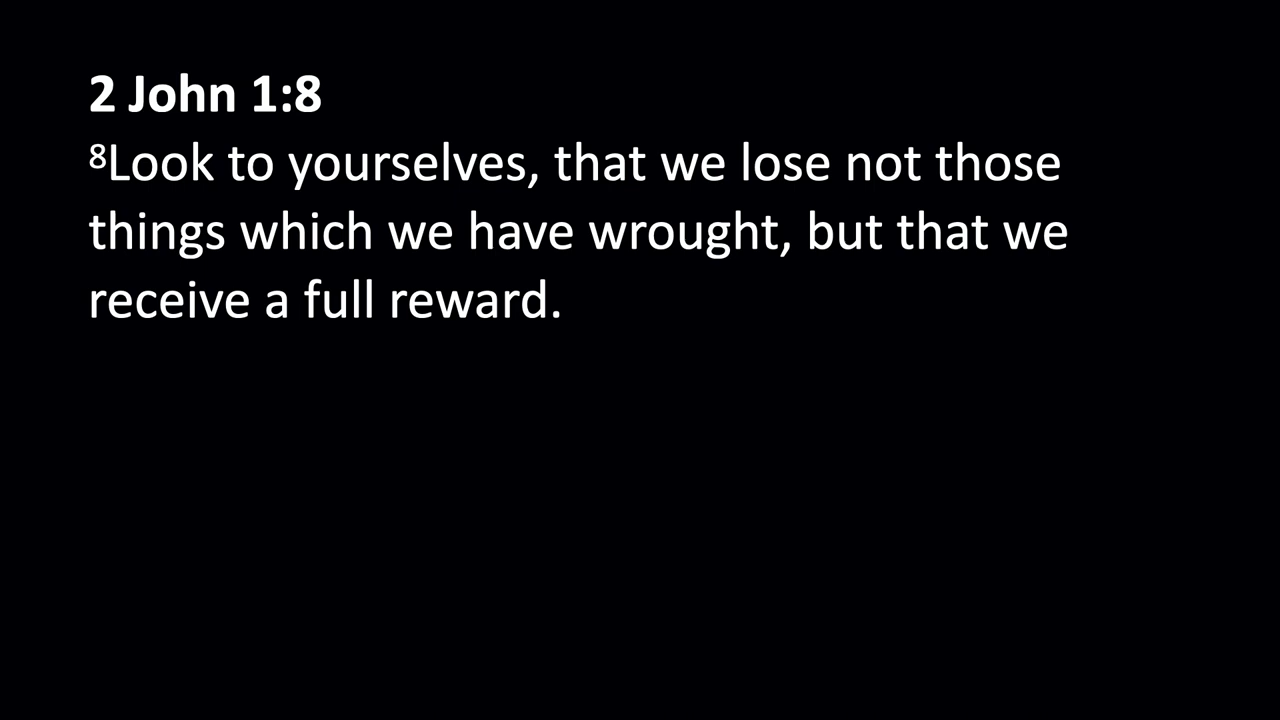 2 John 1:8
⁸Look to yourselves, that we lose not those
things which we have wrought, but that we
receive a full reward.